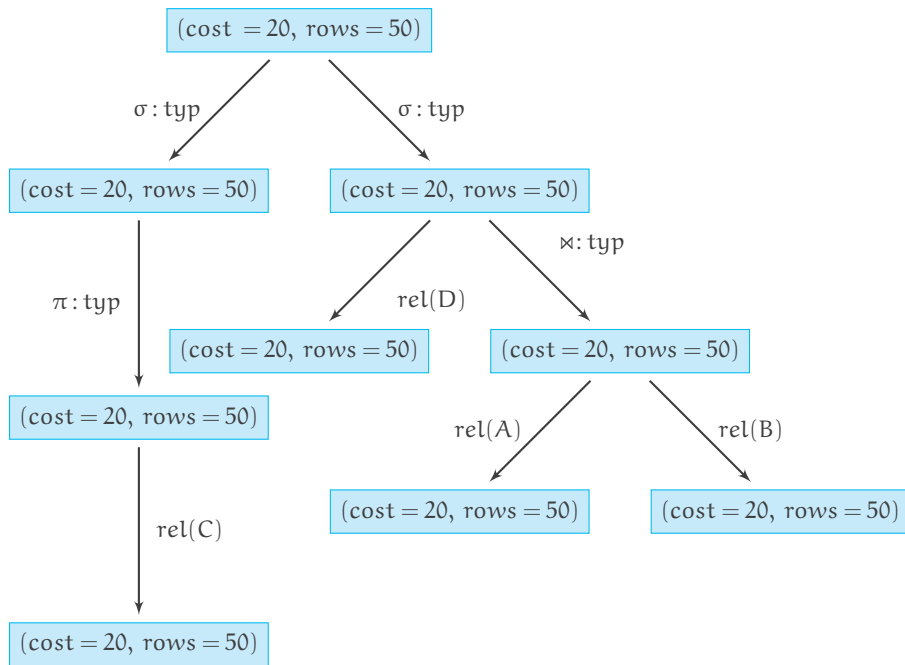 (cost = 20, rows = 50)
σ : typ
σ : typ
(cost = 20, rows = 50)
(cost = 20, rows = 50)
⋈: typ
π : typ
rel(D)
(cost = 20, rows = 50)
(cost = 20, rows = 50)
(cost = 20, rows = 50)
rel(A)
rel(B)
(cost = 20, rows = 50)
(cost = 20, rows = 50)
rel(C)
(cost = 20, rows = 50)